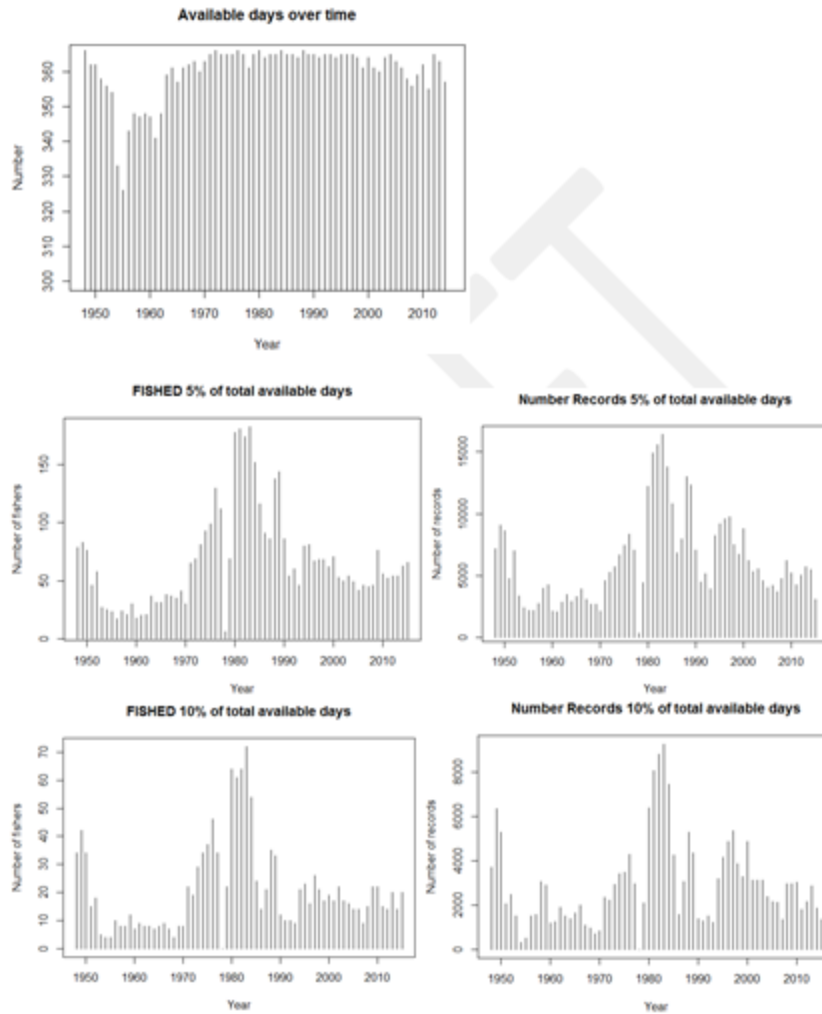 Available days over time
Number
300 310 320 330 340 350 360
1950 1960 1970 1980 1990 2000 2010
Year
FISHED 5% of total available days
Number of fishers
0 50 100 150
1950 1960 1970 1980 1990 2000 2010
Year
Number Records 5% of total available days
Number of records
0 5000 10000 15000
1950 1960 1970 1980 1990 2000 2010
Year
FISHED 10% of total available days
Number of fishers
0 10 20 30 40 50 60 70
1950 1960 1970 1980 1990 2000 2010
Year
Number Records 10% of total available days
Number of records
0 2000 4000 6000 8000
1950 1960 1970 1980 1990 2000 2010
Year